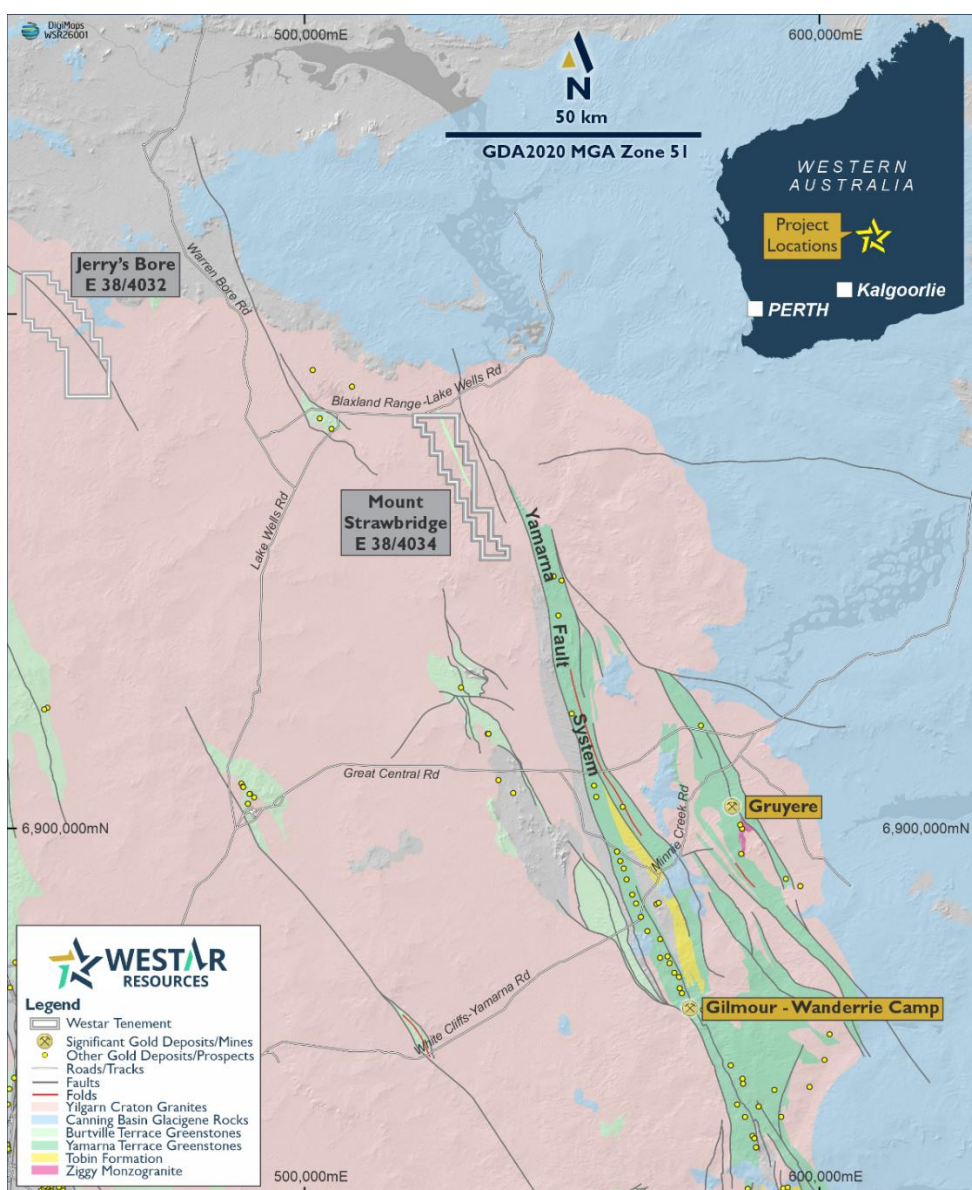 DigiMaps
WSR26001
500,000mE
600,000mE
N
50 km
GDA2020 MGA Zone 51
WESTERN
AUSTRALIA
Project
Locations
Kalgoorlie
PERTH
Jerry's Bore
E 38/4032
Warren Bore Rd
Blaxland Range-Lake Wells Rd
Mount
Strawbridge
E 38/4034
Lake Wells Rd
Yamarna
Fault
System
Great Central Rd
Minnie Creek Rd
Gruyere
6,900,000mN
6,900,000mN
White Cliffs-Yamarna Rd
Gilmour - Wanderrie Camp
WESTAR
RESOURCES
Legend
Westar Tenement
Significant Gold Deposits/Mines
Other Gold Deposits/Prospects
Roads/Tracks
Faults
Folds
Yilgarn Craton Granites
Canning Basin Glacigene Rocks
Burtville Terrace Greenstones
Yamarna Terrace Greenstones
Tobin Formation
Ziggy Monzogranite
500,000mE
600,000mE